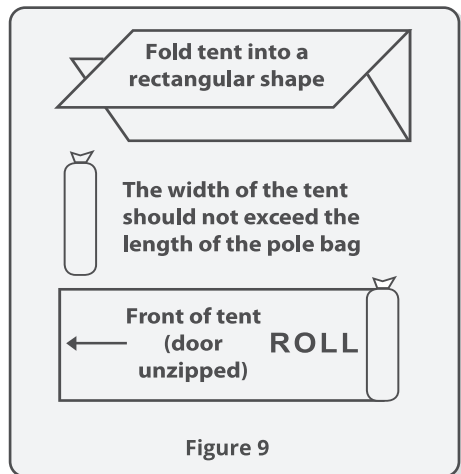 Fold tent into a
rectangular shape
The width of the tent
should not exceed the
length of the pole bag
Front of tent
(door
unzipped)
ROLL
Figure 9